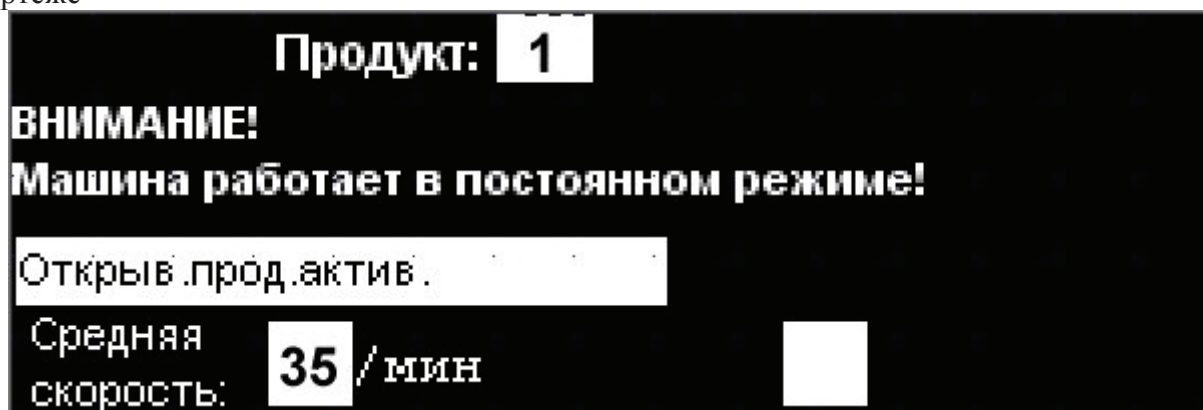 Продукт: 1
ВНИМАНИЕ!
Машина работает в постоянном режиме!
Открыв.прод.актив.
Средняя
скорость: 35 /мин